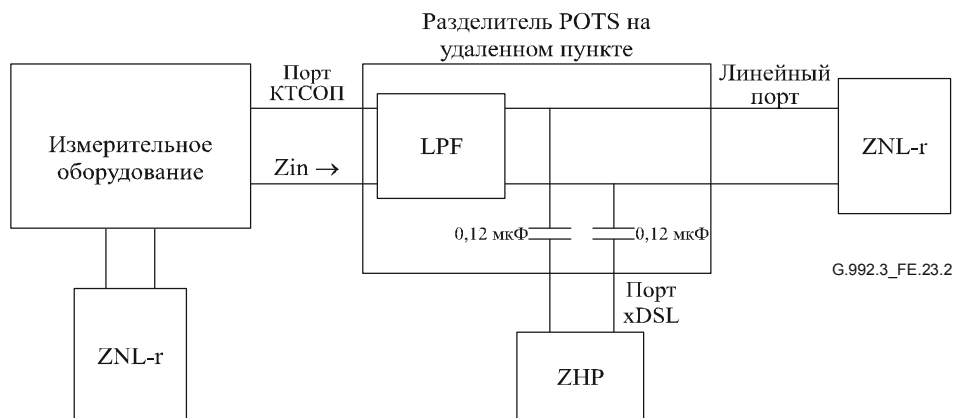 Разделитель POTS на
удаленном пункте
Порт
КТСОП
Линейный
порт
Измерительное
оборудование
LPF
ZNL-r
Zin →
0,12 мкФ
0,12 мкФ
G.992.3_FE.23.2
Порт
xDSL
ZNL-r
ZHP